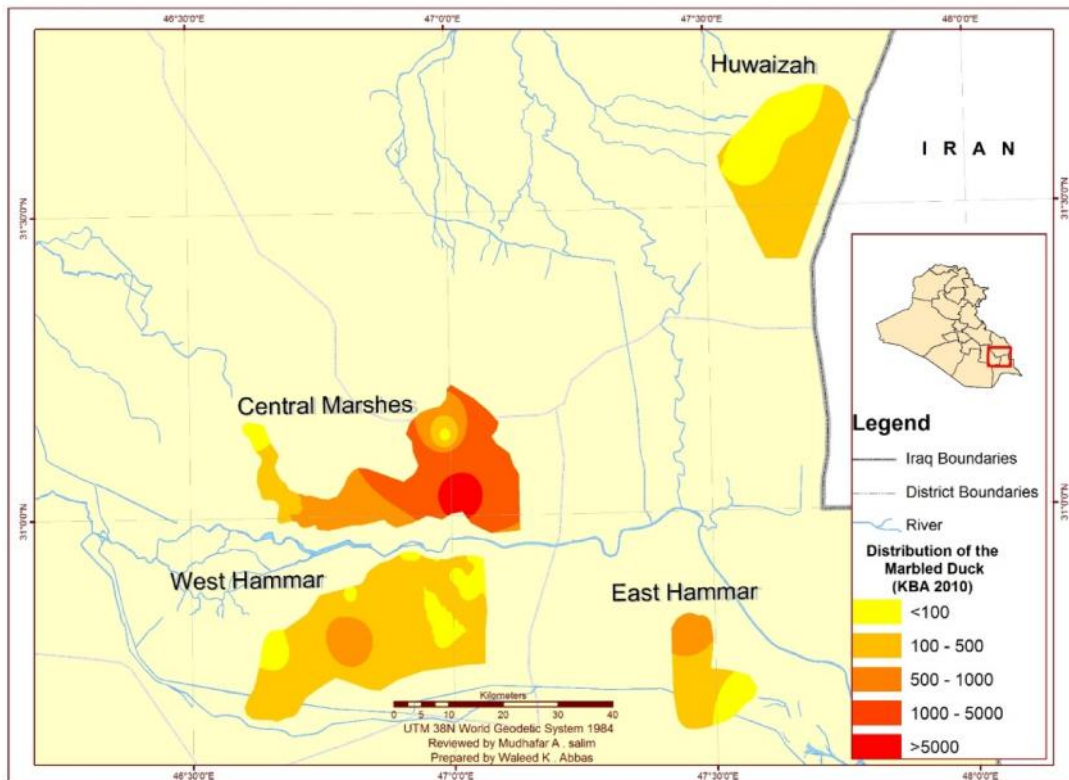 46°30'0"E
47°0'0"E
47°30'0"E
48°0'0"E
Huwaizah
I R A N
31°30'0"N
31°30'0"N
Central Marshes
Legend
Iraq Boundaries
District Boundaries
River
31°0'0"N
31°0'0"N
Distribution of the
Marbled Duck
(KBA 2010)
<100
100 - 500
500 - 1000
1000 - 5000
>5000
West Hammar
East Hammar
Kilometers
0 5 10 20 30 40
UTM 38N World Geodetic System 1984
Reviewed by Mudhafar A . salim
Prepared by Waleed K . Abbas
46°30'0"E
47°0'0"E
47°30'0"E
48°0'0"E